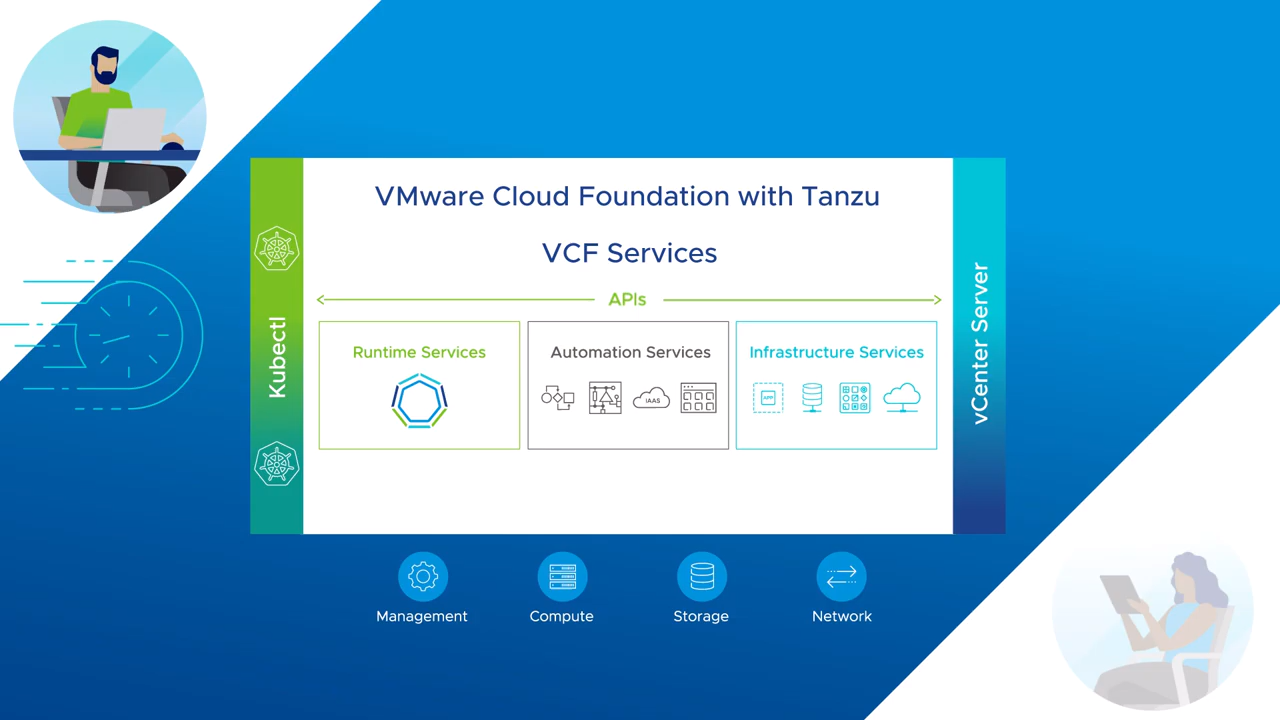 VMware Cloud Foundation with Tanzu
VCF Services
APIs
Kubectl
Runtime Services
Automation Services
IAAS
Infrastructure Services
APP
vCenter Server
Management
Compute
Storage
Network